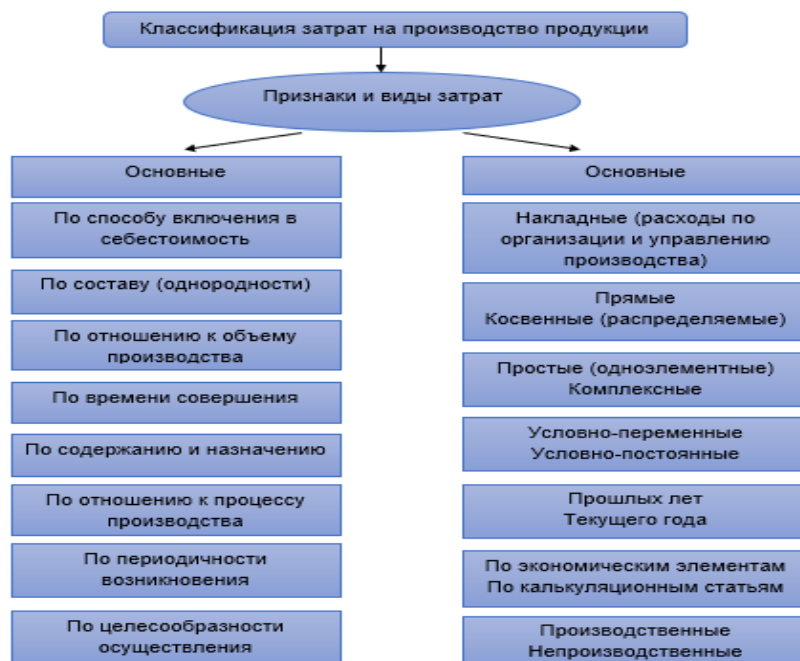 Классификация затрат на производство продукции
Признаки и виды затрат
Основные
По способу включения в
себестоимость
По составу (однородности)
По отношению к объему
производства
По времени совершения
По содержанию и назначению
По отношению к процессу
производства
По периодичности
возникновения
По целесообразности
осуществления
Основные
Накладные (расходы по
организации и управлению
производства)
Прямые
Косвенные (распределяемые)
Простые (одноэлементные)
Комплексные
Условно-переменные
Условно-постоянные
Прошлых лет
Текущего года
По экономическим элементам
По калькуляционным статьям
Производственные
Непроизводственные